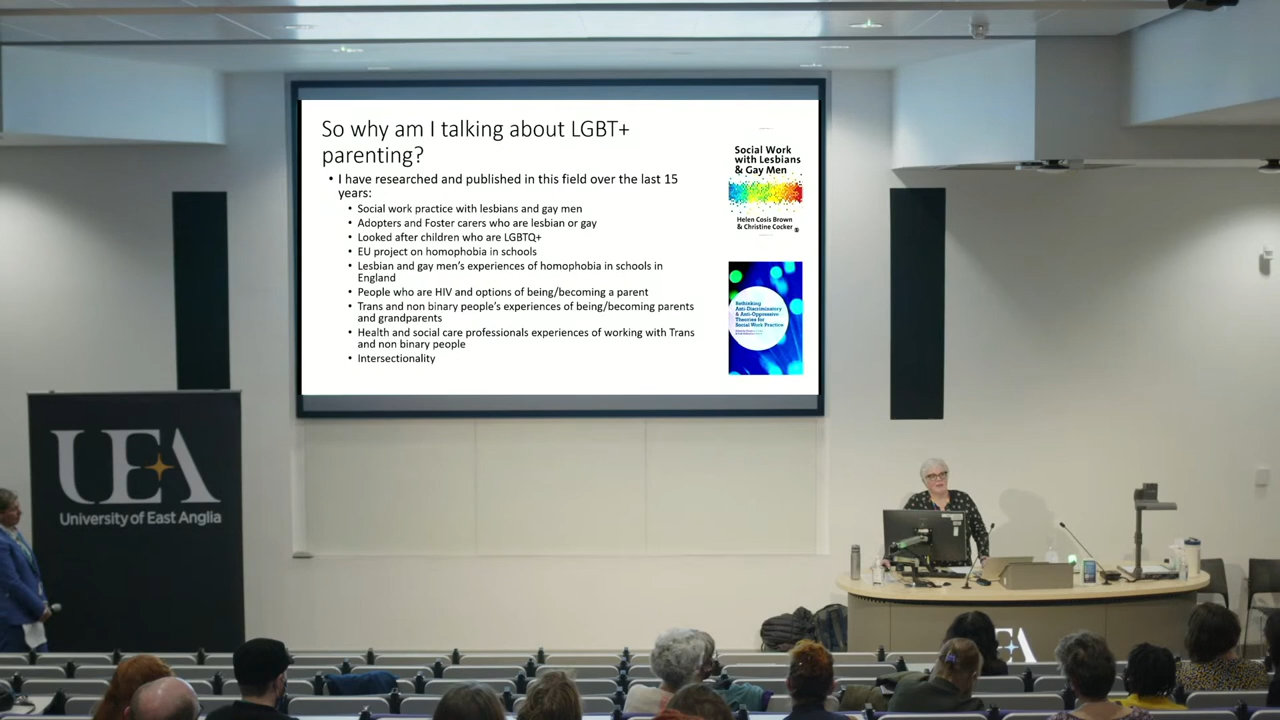 So why am I talking about LGBT+
parenting?
• I have researched and published in this field over the last 15
years:
• Social work practice with lesbians and gay men
• Adopters and Foster carers who are lesbian or gay
• Looked after children who are LGBTQ+
• EU project on homophobia in schools
• Lesbian and gay men's experiences of homophobia in schools in
England
• People who are HIV and options of being/becoming a parent
• Trans and non binary people's experiences of being/becoming parents
and grandparents
• Health and social care professionals experiences of working with Trans
and non binary people
• Intersectionality
Social Work
with Lesbians
& Gay Men
Helen Cosis Brown
& Christine Cocker
Rethinking
Anti-Discriminatory
& Anti-Oppressive
Theories for
Social Work Practice
UEA
University of East Anglia